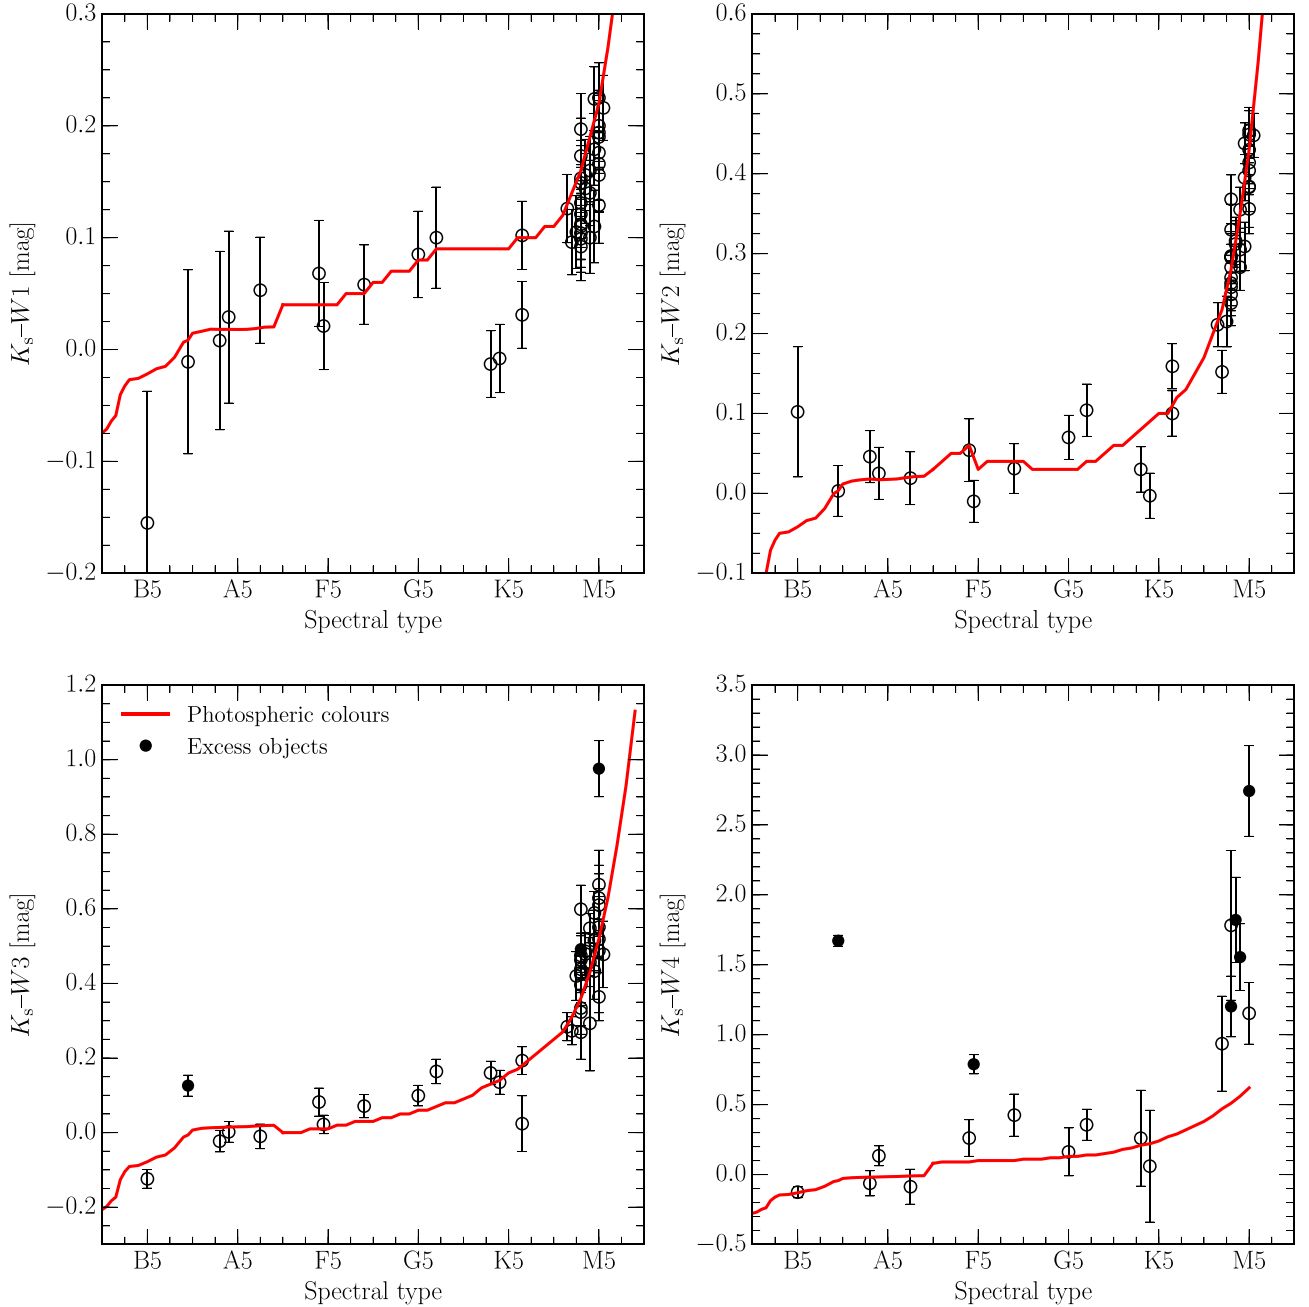 0.3
0.2
0.1
0.0
−0.1
−0.2
Ks–W1 [mag]
B5 A5 F5 G5 K5 M5
Spectral type
0.6
0.5
0.4
0.3
0.2
0.1
0.0
−0.1
Ks–W2 [mag]
B5 A5 F5 G5 K5 M5
Spectral type
1.2
1.0
0.8
0.6
0.4
0.2
0.0
−0.2
Ks–W3 [mag]
Photospheric colours
Excess objects
B5 A5 F5 G5 K5 M5
Spectral type
3.5
3.0
2.5
2.0
1.5
1.0
0.5
0.0
−0.5
Ks–W4 [mag]
B5 A5 F5 G5 K5 M5
Spectral type